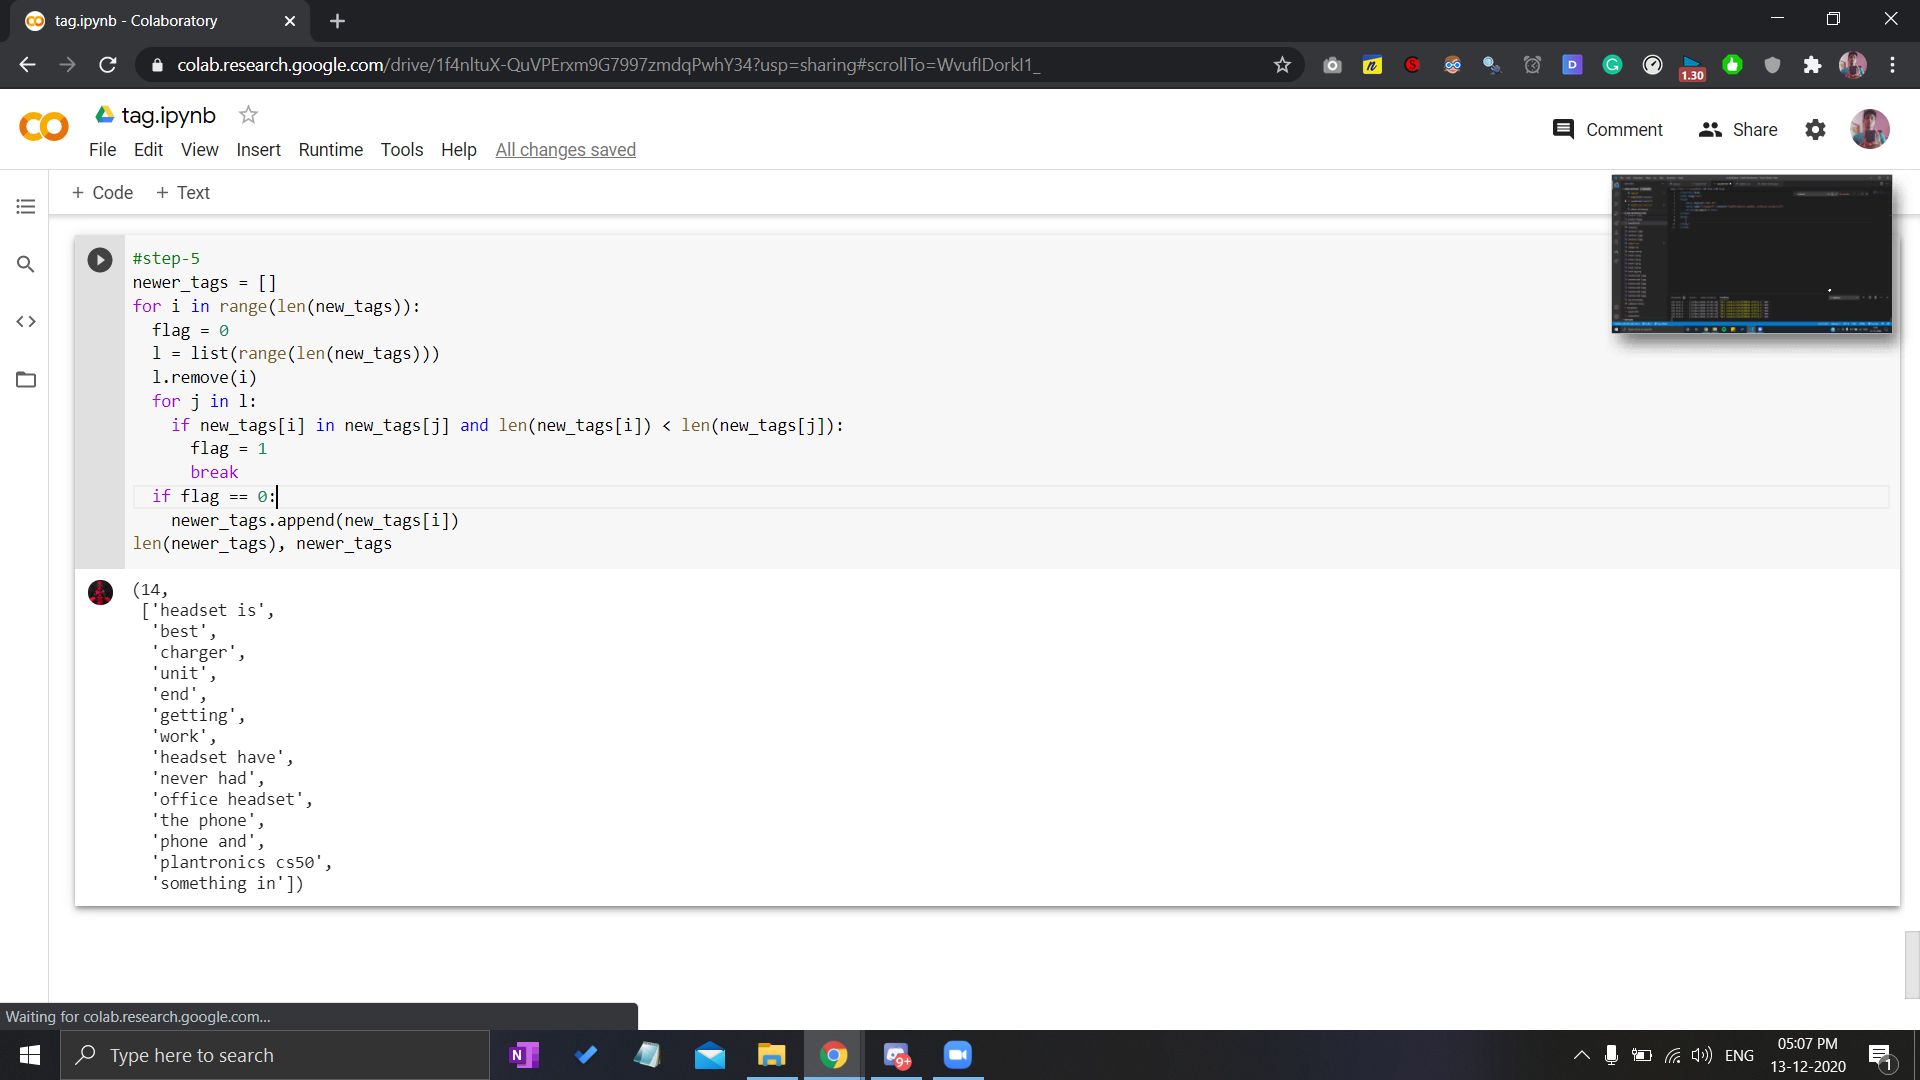 tag.ipynb - Colaboratory
colab.research.google.com/drive/1f4nltuX-QuVPErxm9G7997zmdqPwhY34?usp=sharing#scrollTo=WvuflDorkI1_
1.30
tag.ipynb
File Edit View Insert Runtime Tools Help All changes saved
Comment Share
+ Code + Text
#step-5
newer_tags = []
for i in range(len(new_tags)):
  flag = 0
  l = list(range(len(new_tags)))
  l.remove(i)
  for j in l:
    if new_tags[i] in new_tags[j] and len(new_tags[i]) < len(new_tags[j]):
      flag = 1
      break
  if flag == 0:
    newer_tags.append(new_tags[i])
len(newer_tags), newer_tags
(14,
 ['headset is',
  'best',
  'charger',
  'unit',
  'end',
  'getting',
  'work',
  'headset have',
  'never had',
  'office headset',
  'the phone',
  'phone and',
  'plantronics cs50',
  'something in'])
Waiting for colab.research.google.com...
Type here to search
9+
ENG
05:07 PM
13-12-2020
1